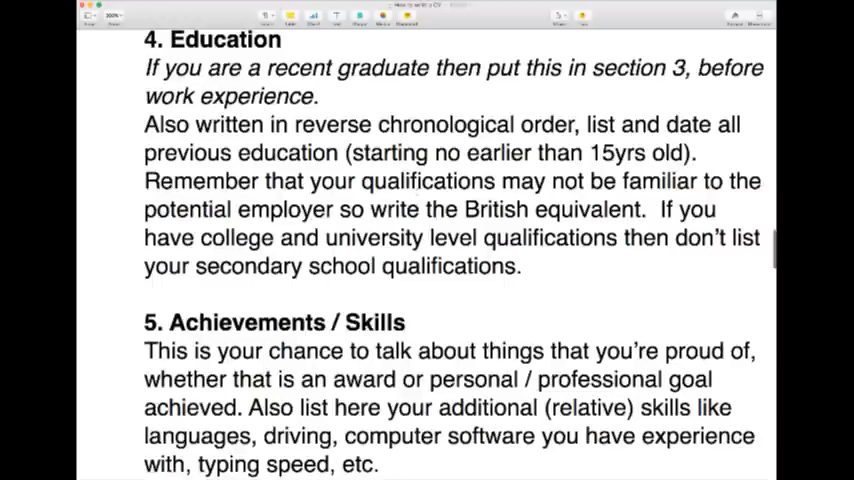 How to write a CV
300%
4. Education
If you are a recent graduate then put this in section 3, before
work experience.
Also written in reverse chronological order, list and date all
previous education (starting no earlier than 15yrs old).
Remember that your qualifications may not be familiar to the
potential employer so write the British equivalent.  If you
have college and university level qualifications then don’t list
your secondary school qualifications.
5. Achievements / Skills
This is your chance to talk about things that you’re proud of,
whether that is an award or personal / professional goal
achieved. Also list here your additional (relative) skills like
languages, driving, computer software you have experience
with, typing speed, etc.